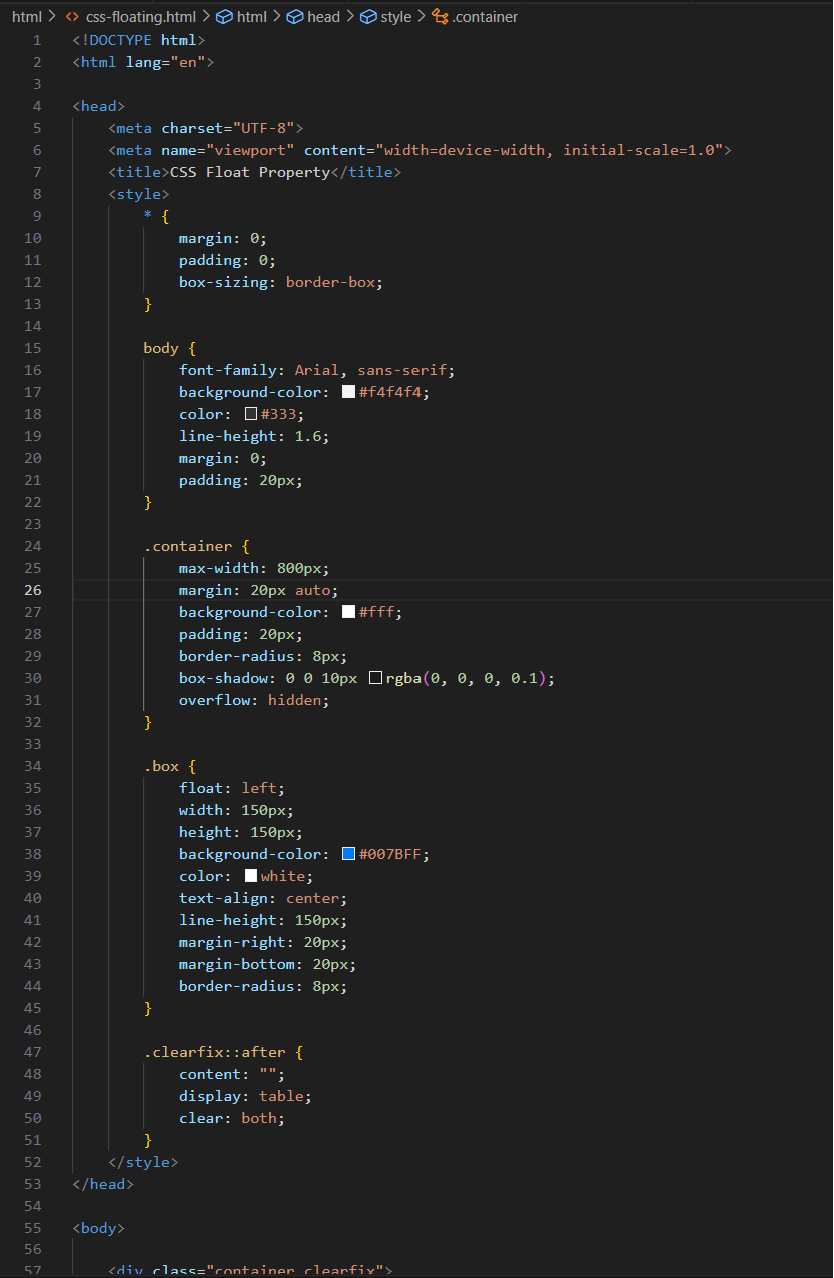 html > css-floating.html > html > head > style > .container
1 <!DOCTYPE html>
2 <html lang="en">
3
4 <head>
5     <meta charset="UTF-8">
6     <meta name="viewport" content="width=device-width, initial-scale=1.0">
7     <title>CSS Float Property</title>
8     <style>
9         * {
10             margin: 0;
11             padding: 0;
12             box-sizing: border-box;
13         }
14
15         body {
16             font-family: Arial, sans-serif;
17             background-color: #f4f4f4;
18             color: #333;
19             line-height: 1.6;
20             margin: 0;
21             padding: 20px;
22         }
23
24         .container {
25             max-width: 800px;
26             margin: 20px auto;
27             background-color: #fff;
28             padding: 20px;
29             border-radius: 8px;
30             box-shadow: 0 0 10px rgba(0, 0, 0, 0.1);
31             overflow: hidden;
32         }
33
34         .box {
35             float: left;
36             width: 150px;
37             height: 150px;
38             background-color: #007BFF;
39             color: white;
40             text-align: center;
41             line-height: 150px;
42             margin-right: 20px;
43             margin-bottom: 20px;
44             border-radius: 8px;
45         }
46
47         .clearfix::after {
48             content: "";
49             display: table;
50             clear: both;
51         }
52     </style>
53 </head>
54
55 <body>
56
57     <div class="container clearfix">